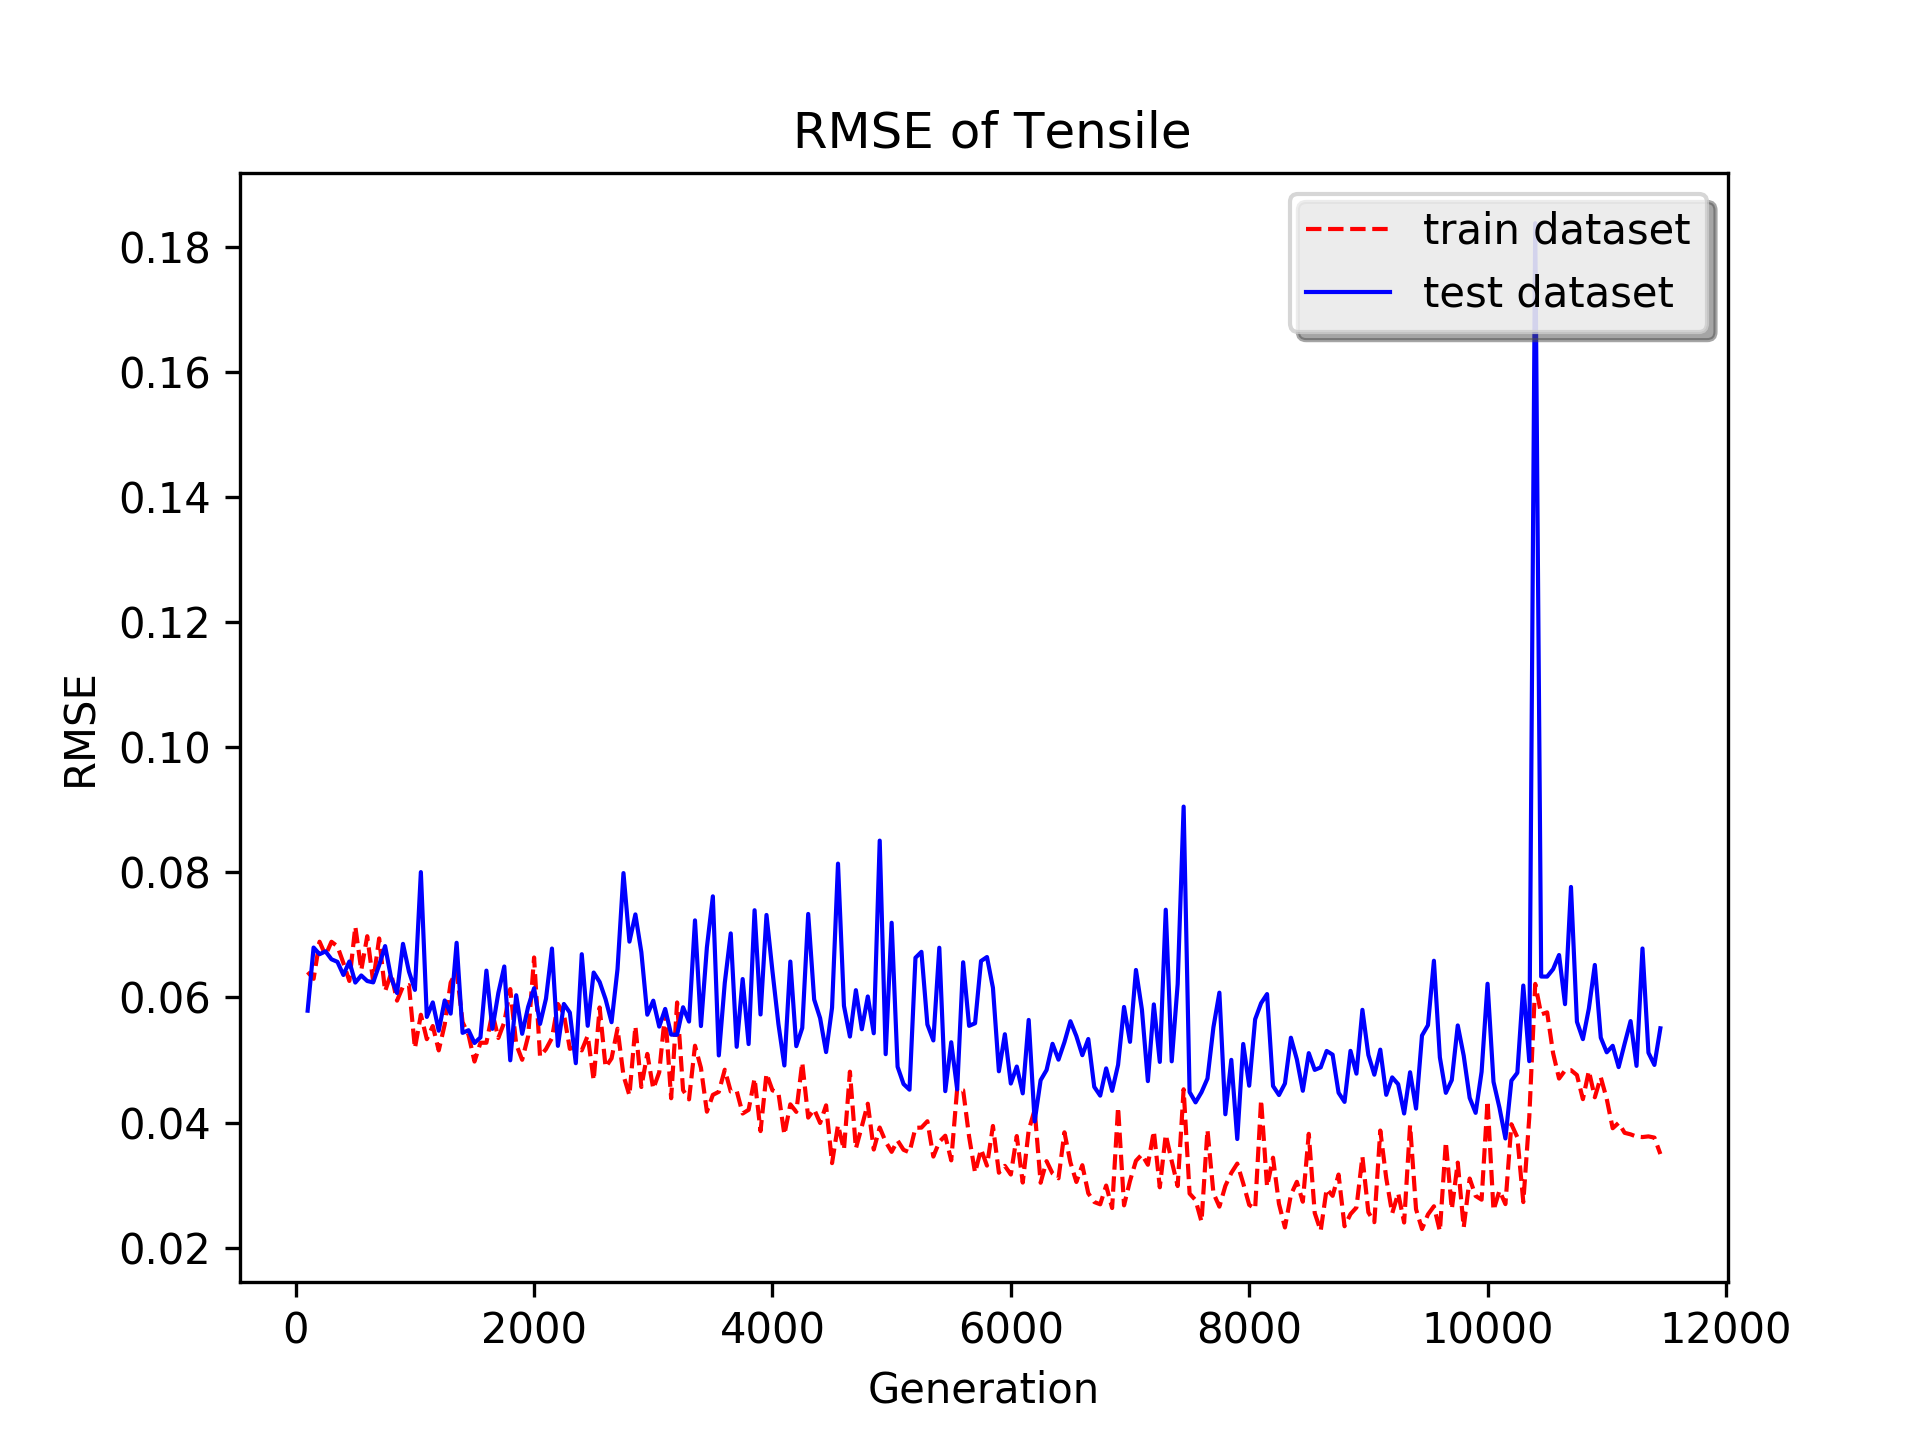 RMSE of Tensile
train dataset
test dataset
0.18
0.16
0.14
0.12
0.10
0.08
0.06
0.04
0.02
RMSE
0 2000 4000 6000 8000 10000 12000
Generation